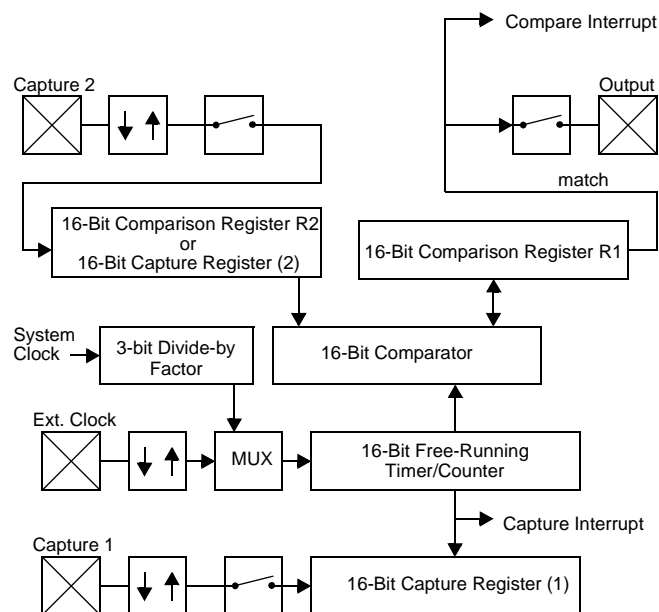 Compare Interrupt
Capture 2
Output
match
16-Bit Comparison Register R2
or
16-Bit Capture Register (2)
16-Bit Comparison Register R1
System
Clock
3-bit Divide-by
Factor
16-Bit Comparator
Ext. Clock
MUX
16-Bit Free-Running
Timer/Counter
Capture Interrupt
Capture 1
16-Bit Capture Register (1)